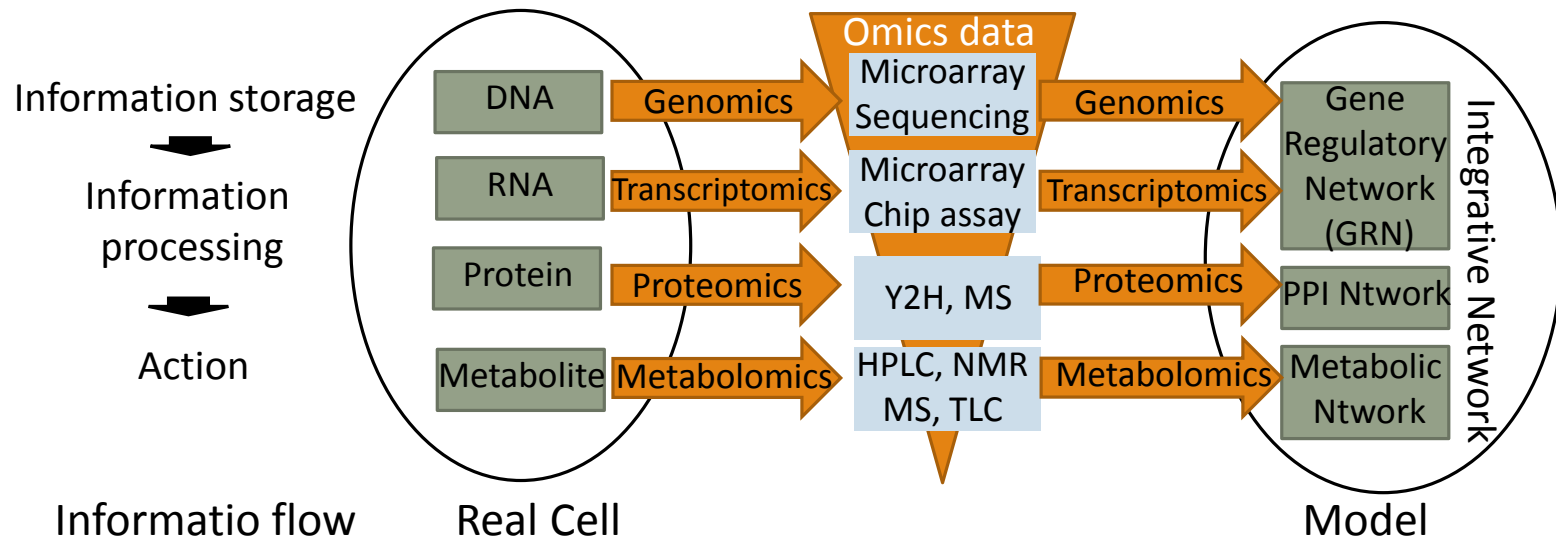 Information storage
Information
processing
Action
Informatio flow
DNA
RNA
Protein
Metabolite
Real Cell
Genomics
Transcriptomics
Proteomics
Metabolomics
Omics data
Microarray
Sequencing
Microarray
Chip assay
Y2H, MS
HPLC, NMR
MS, TLC
Genomics
Transcriptomics
Proteomics
Metabolomics
Gene
Regulatory
Network
(GRN)
PPI Ntwork
Metabolic
Ntwork
Integrative Network
Model